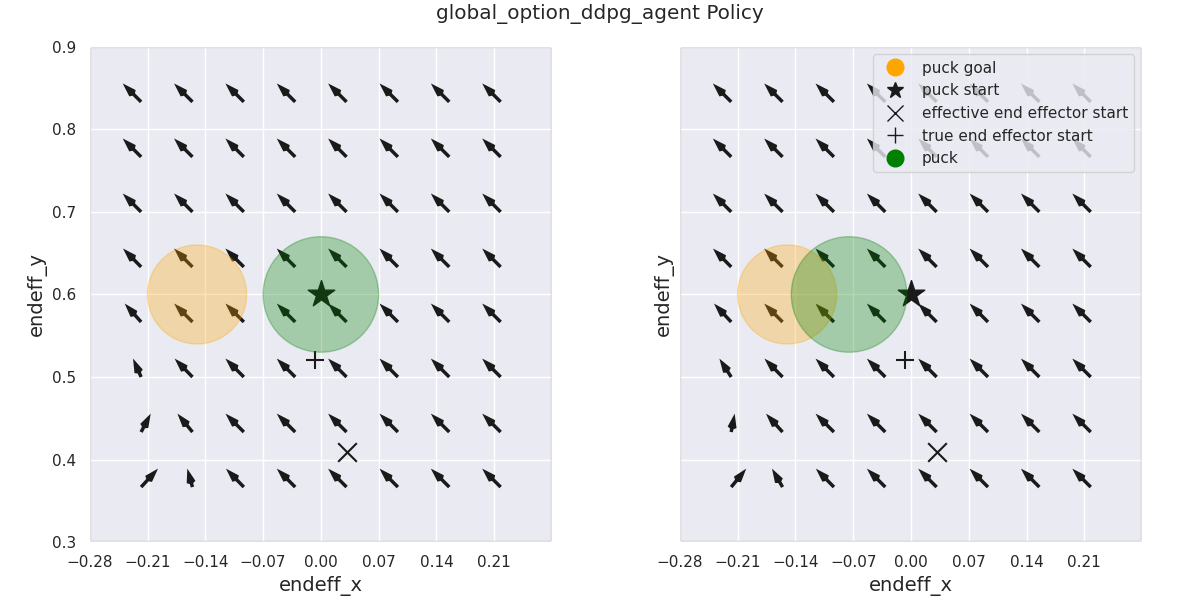 global_option_ddpg_agent Policy
0.9
0.8
0.7
0.6
0.5
0.4
0.3
endeff_y
−0.28 −0.21 −0.14 −0.07 0.00 0.07 0.14 0.21
endeff_x
endeff_y
puck goal
puck start
effective end effector start
true end effector start
puck
−0.28 −0.21 −0.14 −0.07 0.00 0.07 0.14 0.21
endeff_x